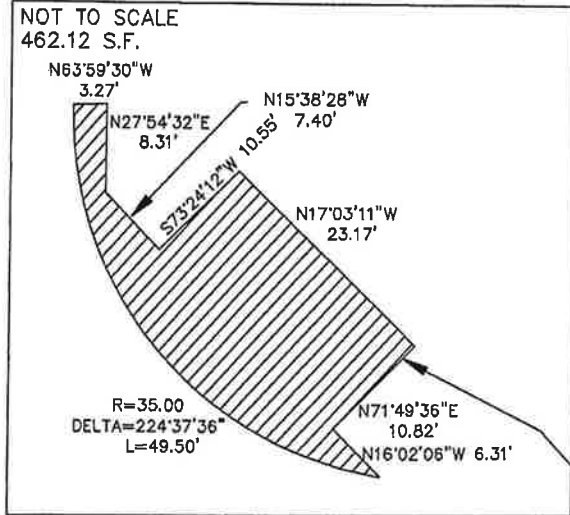 NOT TO SCALE
462.12 S.F.
N63°59'30"W
3.27'
N27°54'32"E
8.31'
N15°38'28"W
7.40'
S73°24'12"W 10.55'
N17°03'11"W
23.17'
R=35.00
DELTA=224°37'36"
L=49.50'
N71°49'36"E
10.82'
N16°02'06"W 6.31'